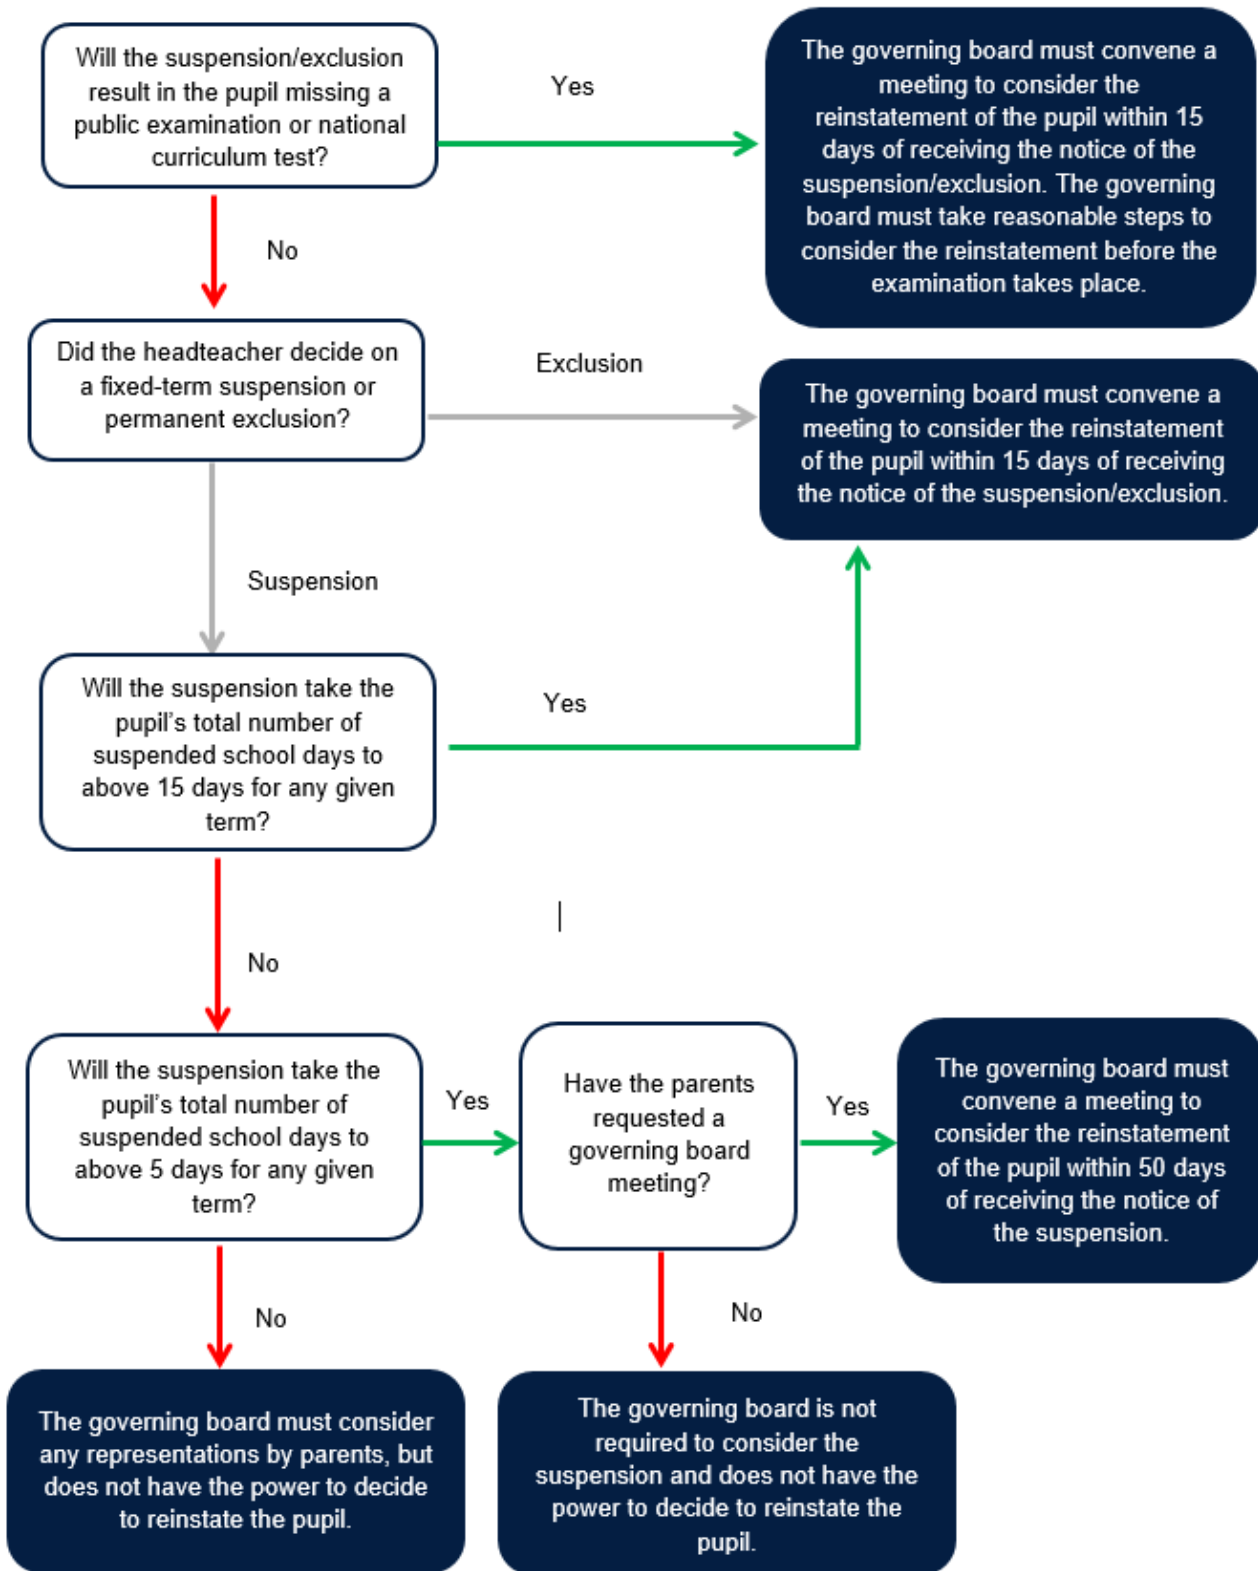 Will the suspension/exclusion
result in the pupil missing a
public examination or national
curriculum test?
Yes
The governing board must convene a
meeting to consider the
reinstatement of the pupil within 15
days of receiving the notice of the
suspension/exclusion. The governing
board must take reasonable steps to
consider the reinstatement before the
examination takes place.
No
Did the headteacher decide on
a fixed-term suspension or
permanent exclusion?
Exclusion
The governing board must convene a
meeting to consider the reinstatement
of the pupil within 15 days of receiving
the notice of the suspension/exclusion.
Suspension
Will the suspension take the
pupil's total number of
suspended school days to
above 15 days for any given
term?
Yes
No
Will the suspension take the
pupil's total number of
suspended school days to
above 5 days for any given
term?
Yes
Have the parents
requested a
governing board
meeting?
Yes
The governing board must
convene a meeting to
consider the reinstatement
of the pupil within 50 days
of receiving the notice of
the suspension.
No
No
The governing board must consider
any representations by parents, but
does not have the power to decide
to reinstate the pupil.
The governing board is not
required to consider the
suspension and does not have the
power to decide to reinstate the
pupil.